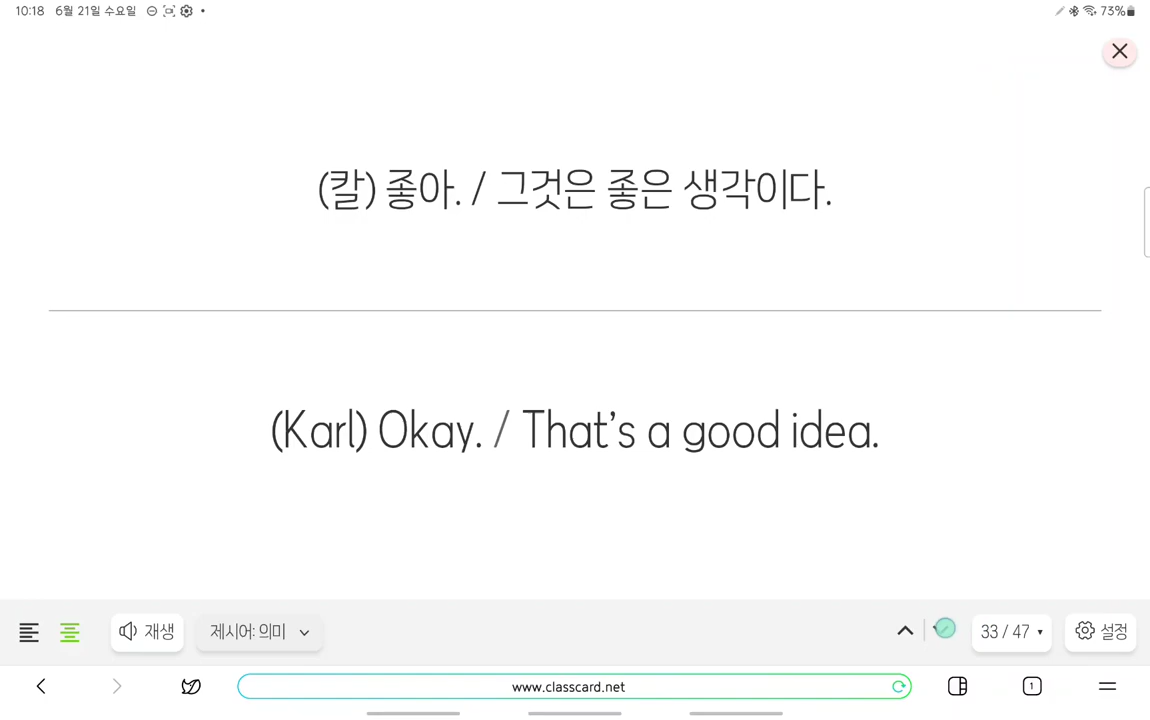 10:18 6월 21일 수요일
73%
(칼) 좋아. / 그것은 좋은 생각이다.
(Karl) Okay. / That's a good idea.
재생
제시어: 의미
33 / 47
설정
www.classcard.net
1